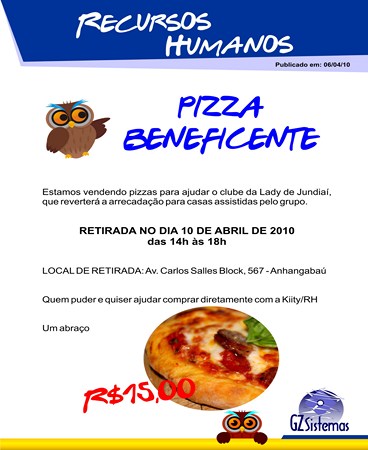 RECURSOS
HUMANOS
Publicado em: 06/04/10
PIZZA
BENEFICENTE
Estamos vendendo pizzas para ajudar o clube da Lady de Jundiaí,
que reverterá a arrecadação para casas assistidas pelo grupo.
RETIRADA NO DIA 10 DE ABRIL DE 2010
das 14h às 18h
LOCAL DE RETIRADA: Av. Carlos Salles Block, 567 - Anhangabaú
Quem puder e quiser ajudar comprar diretamente com a Kiity/RH
Um abraço
R$15,00
GZ Sistemas